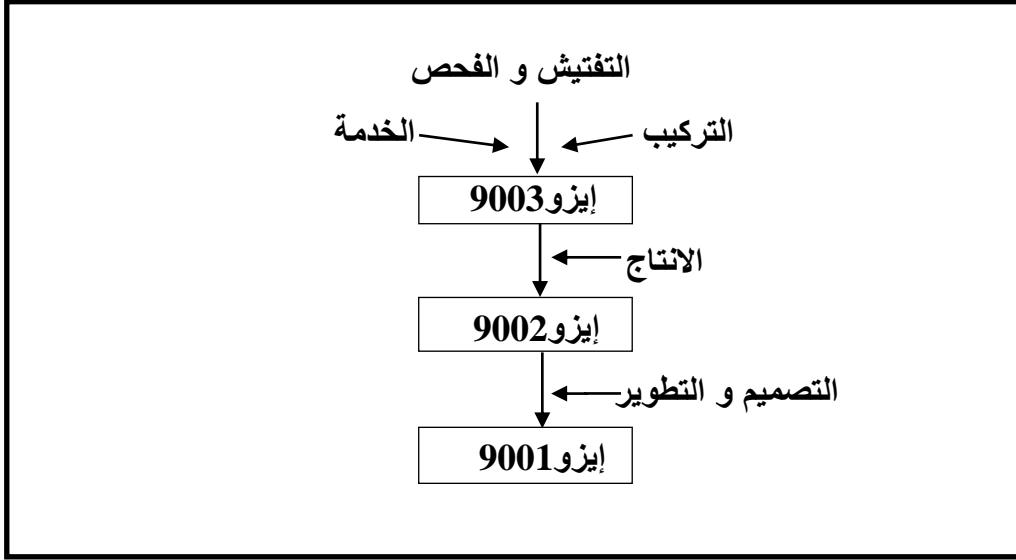 التفتيش و الفحص
التركيب
الخدمة
إيزو9003
الانتاج
إيزو9002
التصميم و التطوير
إيزو9001